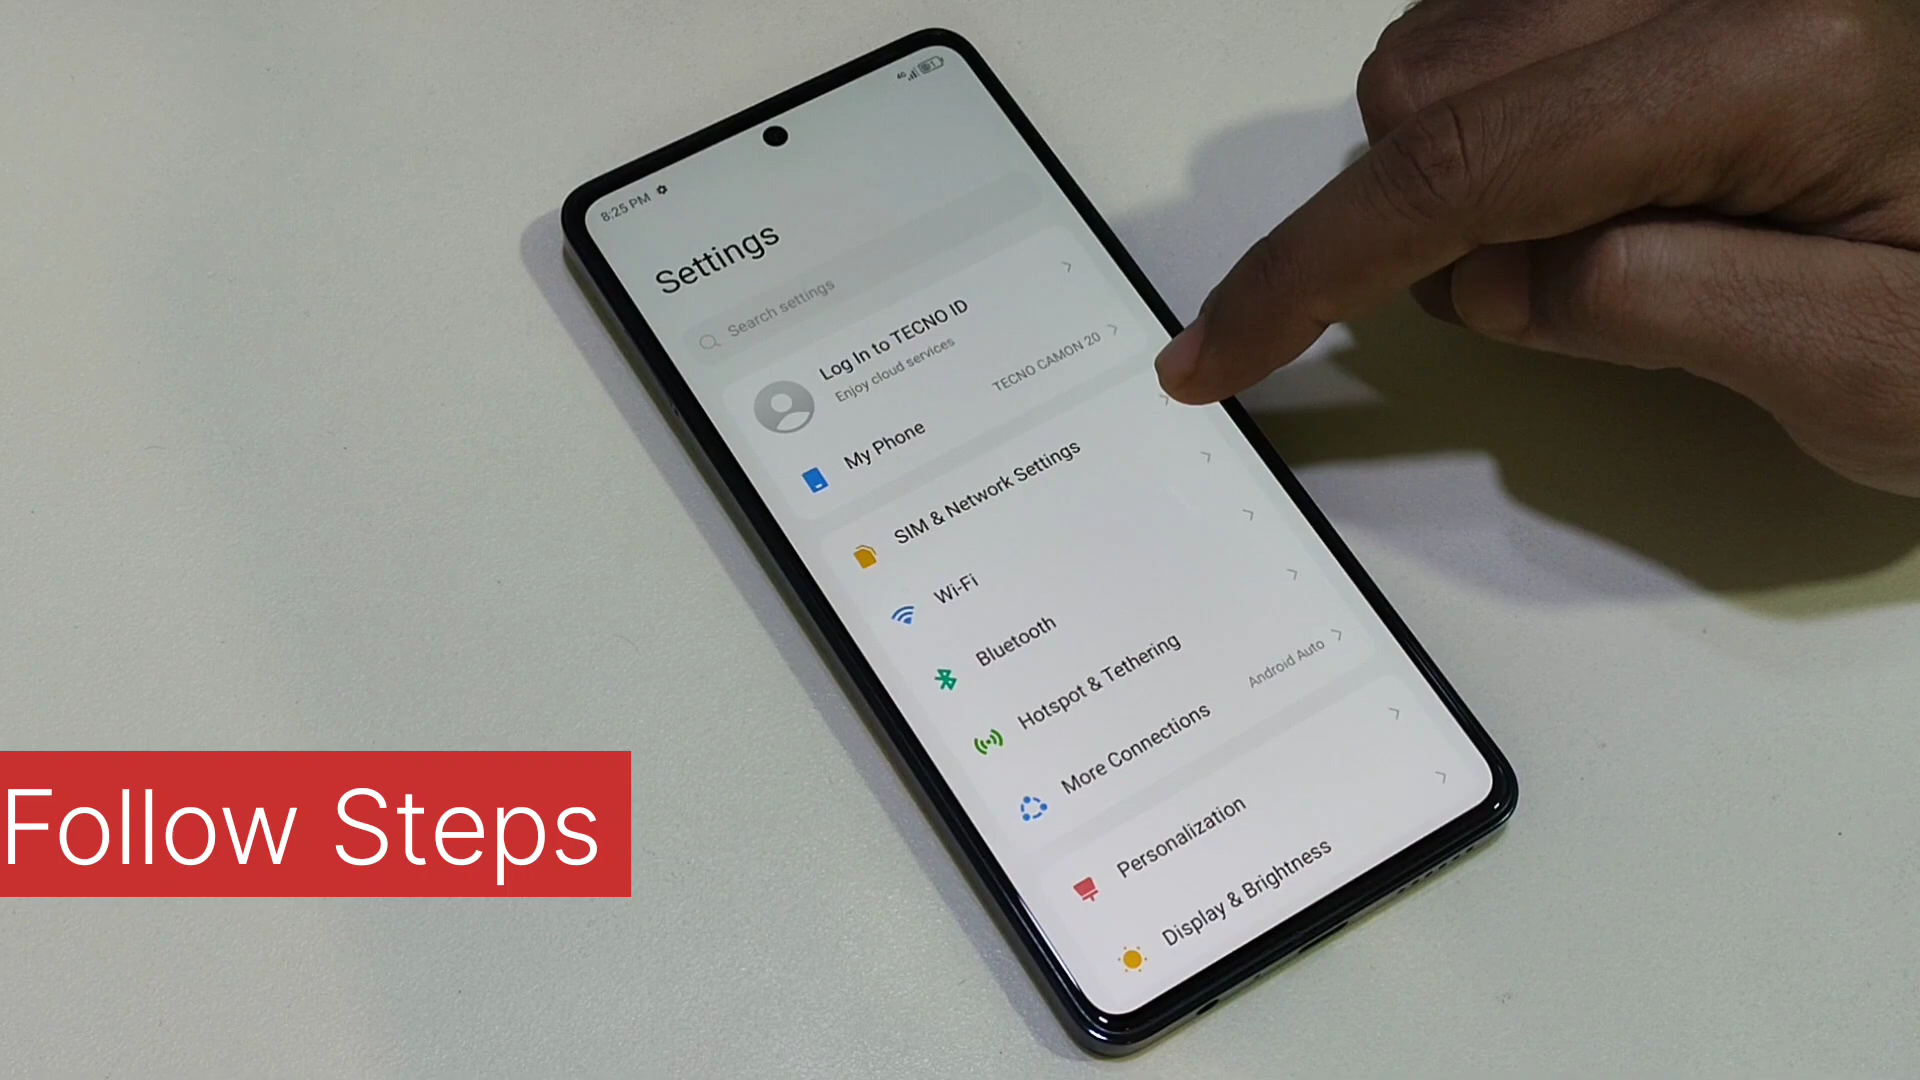 4G
8:25 PM
Settings
Search settings
Log In to TECNO ID
Enjoy cloud services
My Phone
TECNO CAMON 20
SIM & Network Settings
Wi-Fi
Bluetooth
Hotspot & Tethering
More Connections
Android Auto
Personalization
Display & Brightness
Follow Steps